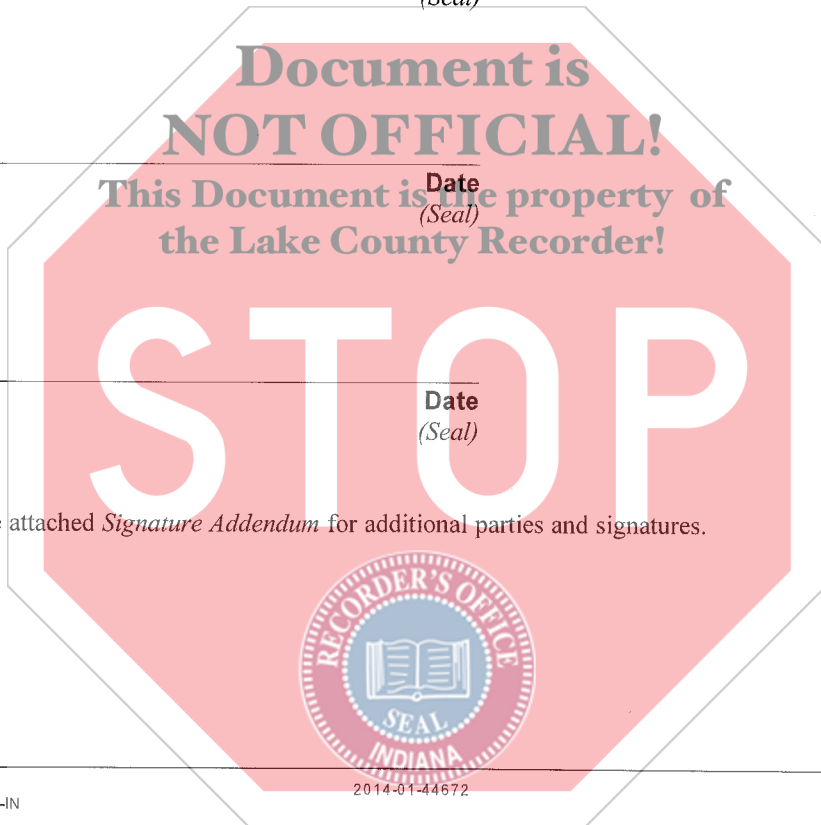 (Seal)
Document is
NOT OFFICIAL!
Date
This Document is the property of
(Seal)
the Lake County Recorder!
STOP
Date
(Seal)
attached Signature Addendum for additional parties and signatures.
RECORDER'S OFFICE
SEAL
INDIANA
2014-01-44672
-IN